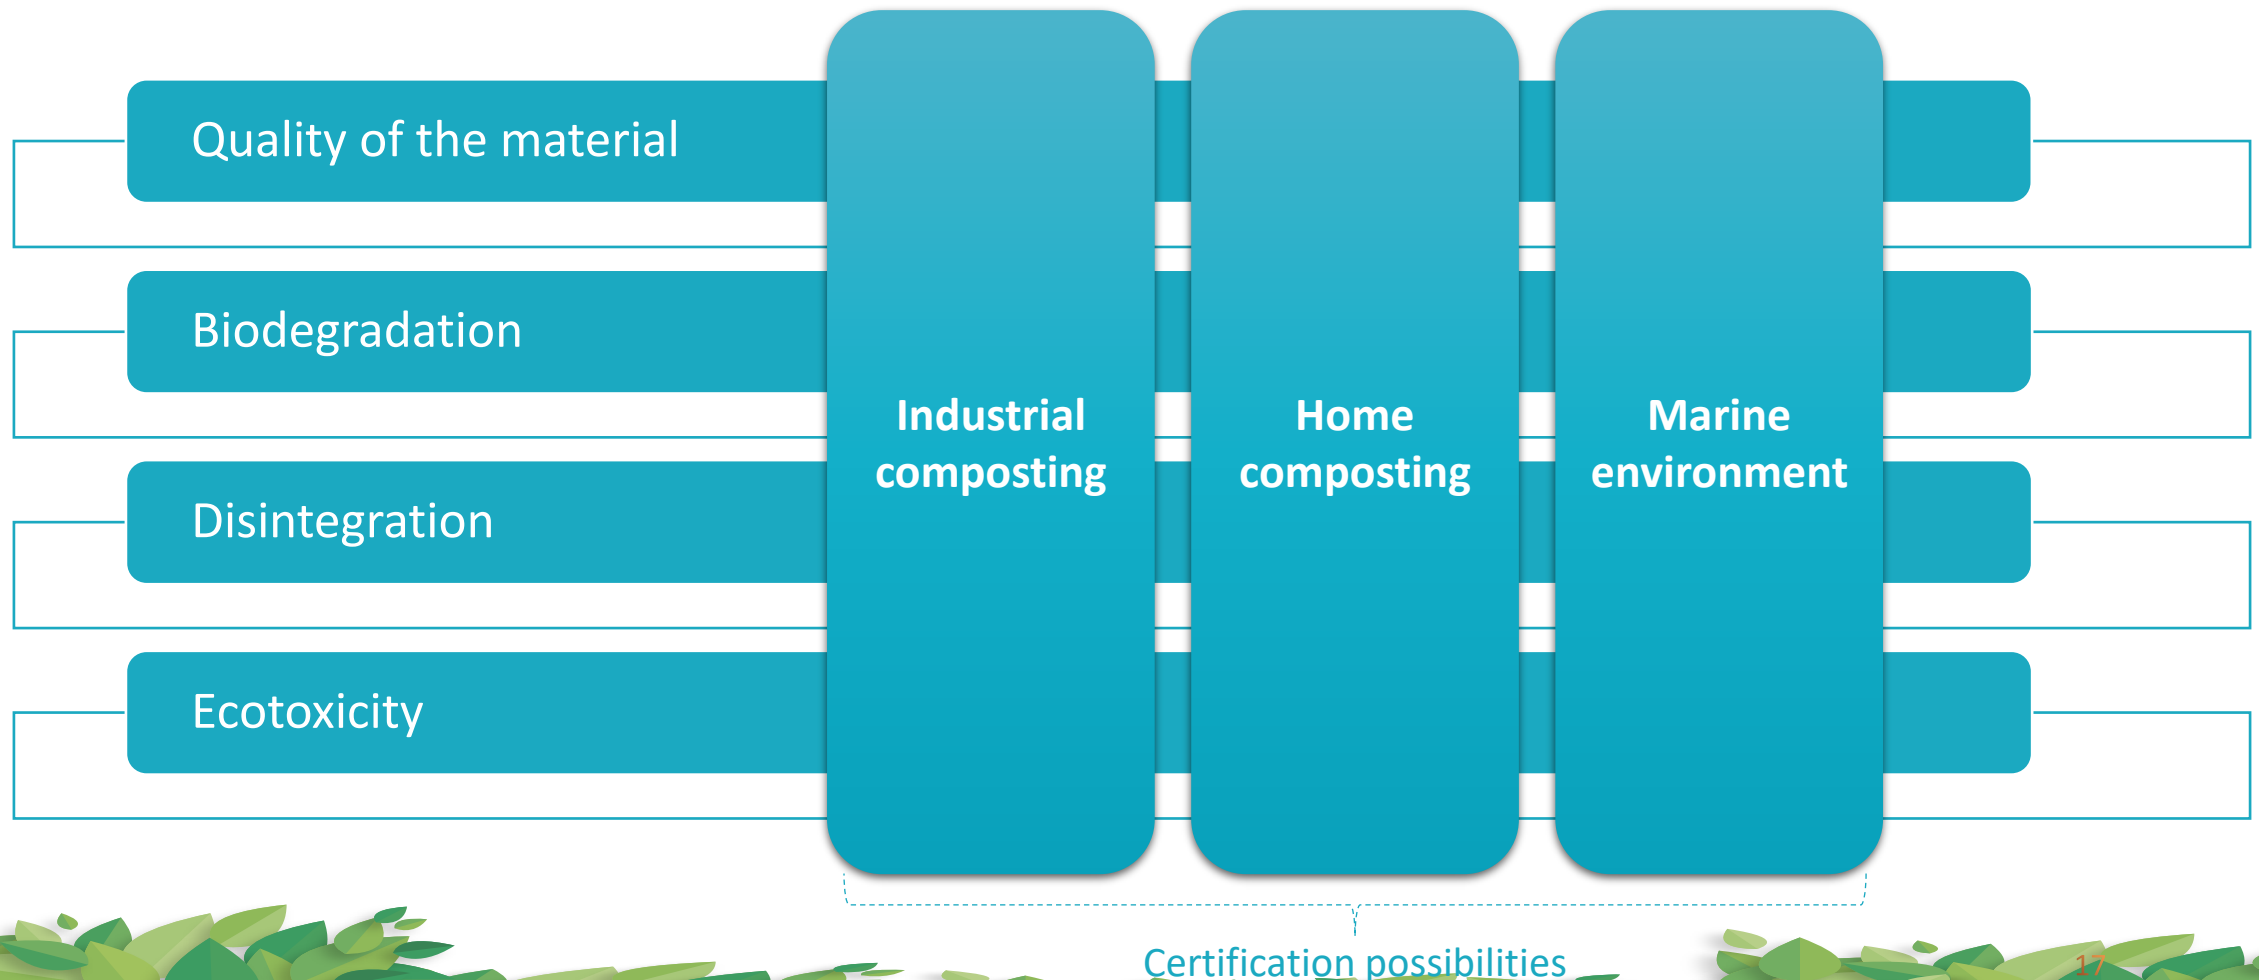 Quality of the material
Biodegradation
Disintegration
Ecotoxicity
Industrial
composting
Home
composting
Marine
environment
Certification possibilities
17